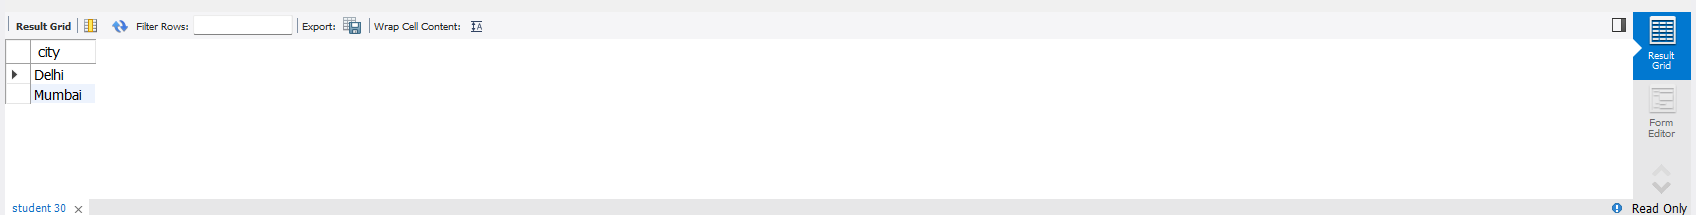 Result Grid Filter Rows: Export: Wrap Cell Content:
city
Delhi
Mumbai
Result
Grid
Form
Editor
student 30
Read Only